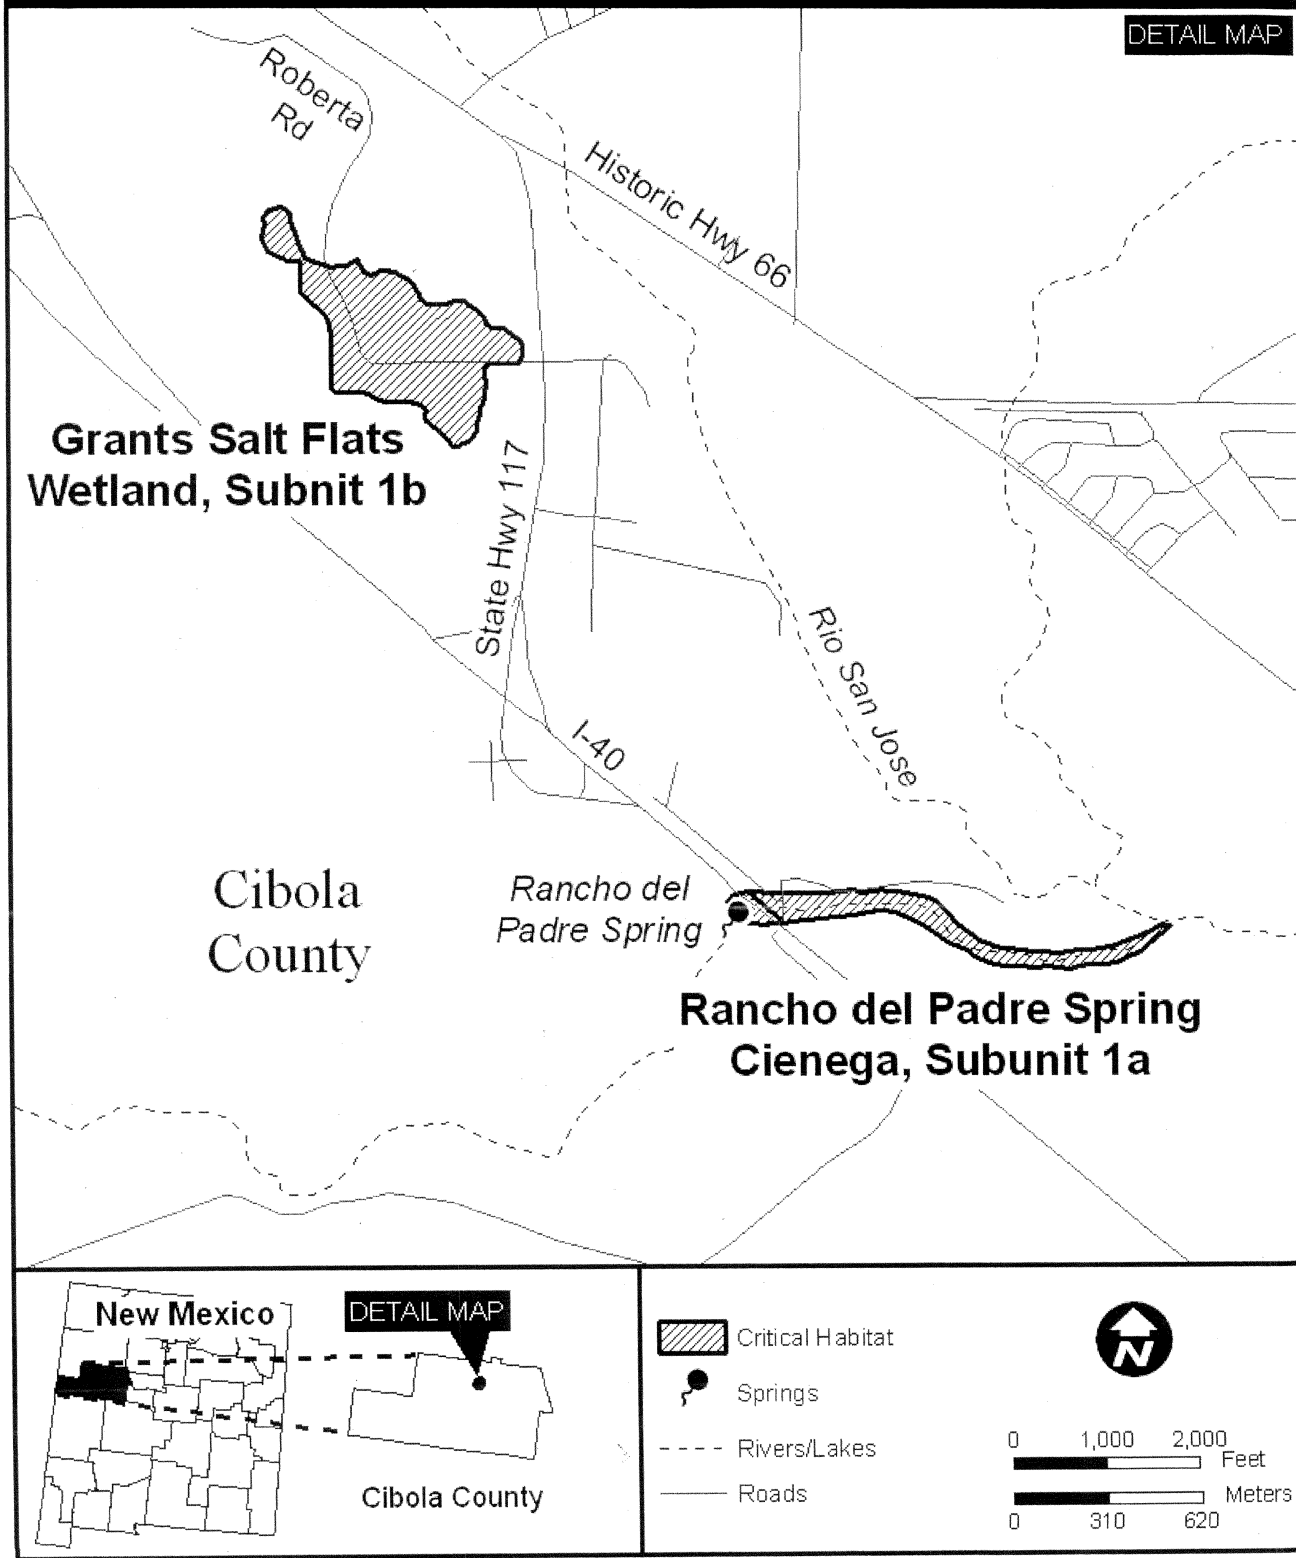 DETAIL MAP
Roberta
Rd
Historic Hwy 66
Grants Salt Flats
Wetland, Subnit 1b
State Hwy 117
Rio San Jose
I-40
Cibola
County
Rancho del
Padre Spring
Rancho del Padre Spring
Cienega, Subunit 1a
New Mexico
DETAIL MAP
Cibola County
Critical Habitat
Springs
Rivers/Lakes
Roads
N
0 1,000 2,000
Feet
Meters
0 310 620